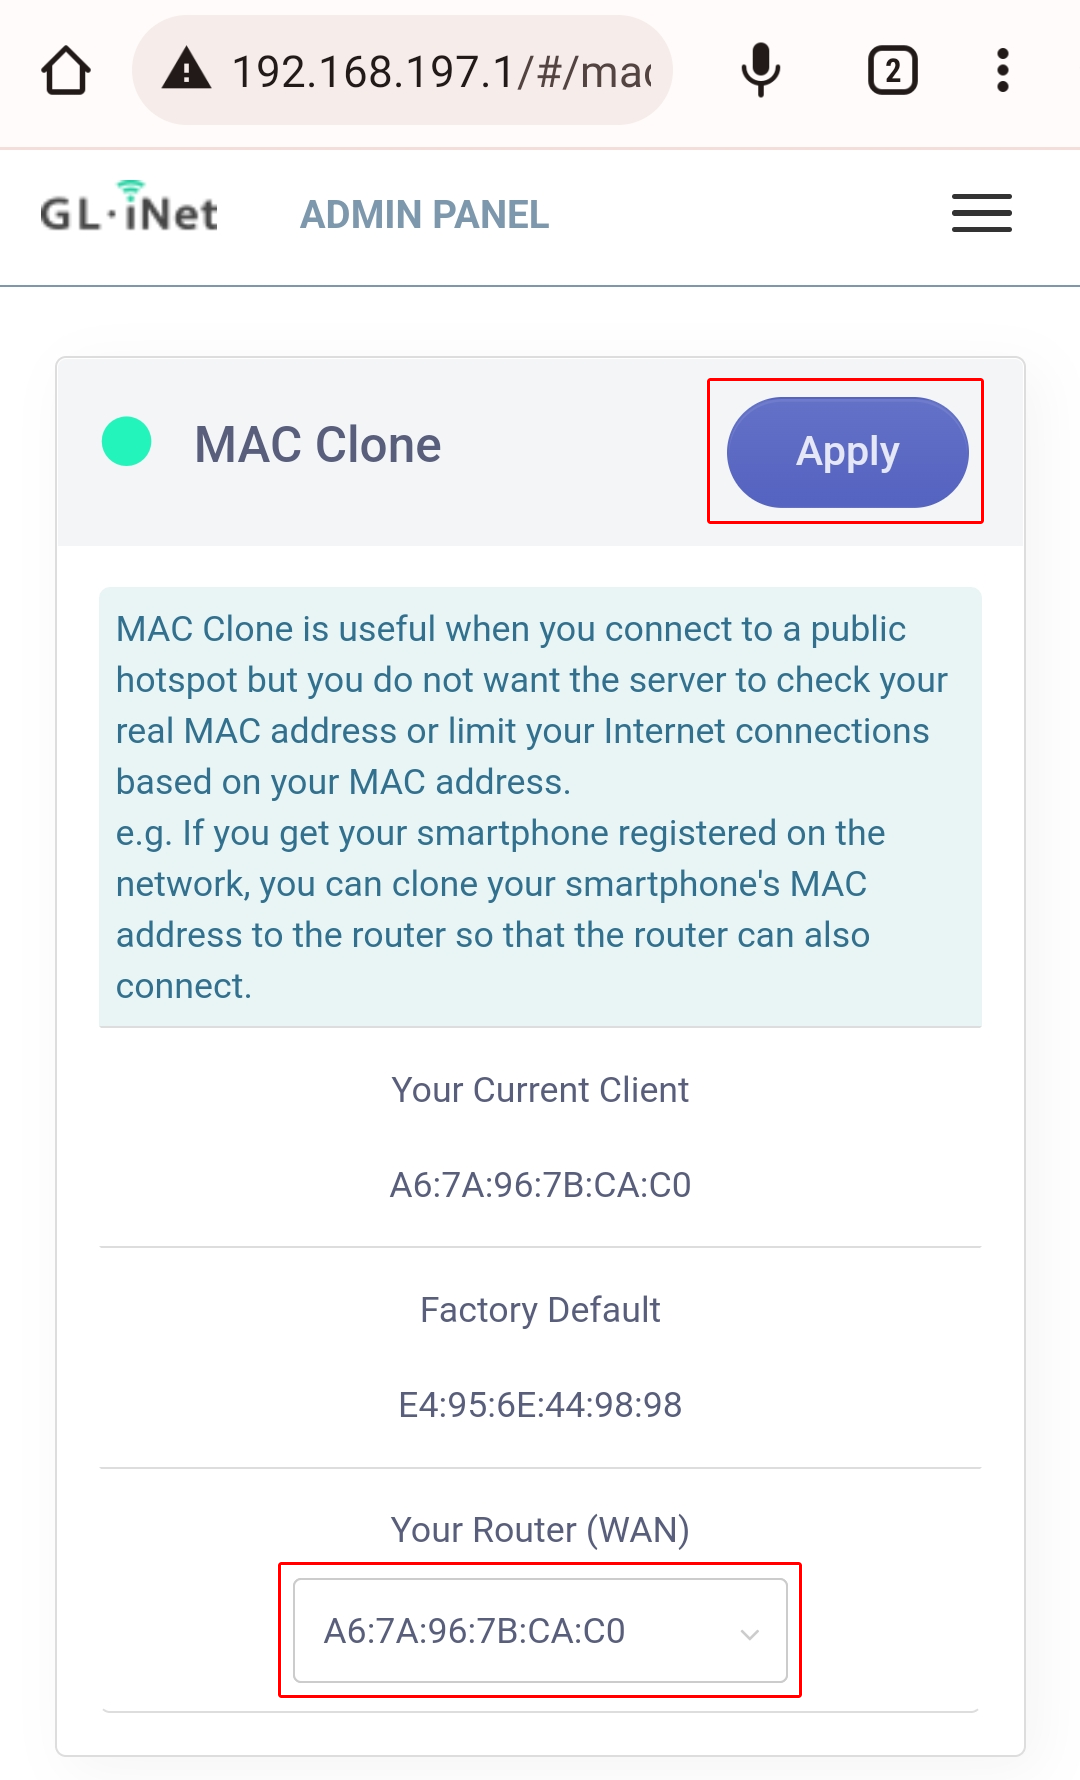 192.168.197.1/#/mac
2
GL·iNet
ADMIN PANEL
MAC Clone
Apply
MAC Clone is useful when you connect to a public
hotspot but you do not want the server to check your
real MAC address or limit your Internet connections
based on your MAC address.
e.g. If you get your smartphone registered on the
network, you can clone your smartphone's MAC
address to the router so that the router can also
connect.
Your Current Client
A6:7A:96:7B:CA:C0
Factory Default
E4:95:6E:44:98:98
Your Router (WAN)
A6:7A:96:7B:CA:C0